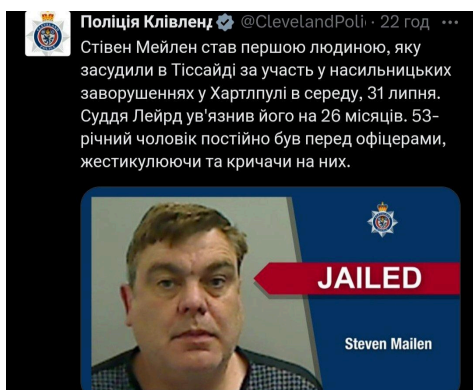 Поліція Клівленд @ClevelandPoli · 22 год
Стівен Мейлен став першою людиною, яку
засудили в Тіссайді за участь у насильницьких
заворушеннях у Хартлпулі в середу, 31 липня.
Суддя Лейрд ув'язнив його на 26 місяців. 53-
річний чоловік постійно був перед офіцерами,
жестикулюючи та кричачи на них.
JAILED
Steven Mailen